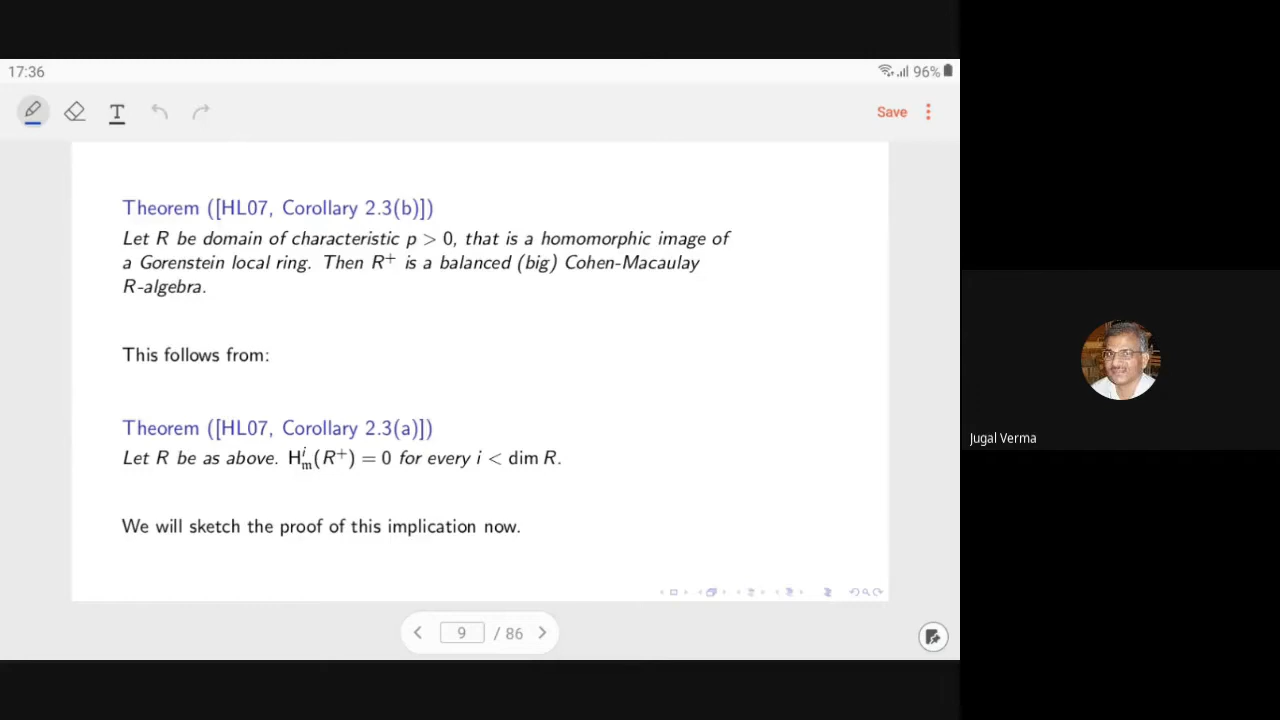 17:36
96%
T
Save
Theorem ([HL07, Corollary 2.3(b)])
Let R be domain of characteristic p > 0, that is a homomorphic image of
a Gorenstein local ring. Then R⁺ is a balanced (big) Cohen-Macaulay
R-algebra.
This follows from:
Theorem ([HL07, Corollary 2.3(a)])
Let R be as above. Hⁱ_𝔪(R⁺) = 0 for every i < dim R.
We will sketch the proof of this implication now.
9 / 86
Jugal Verma